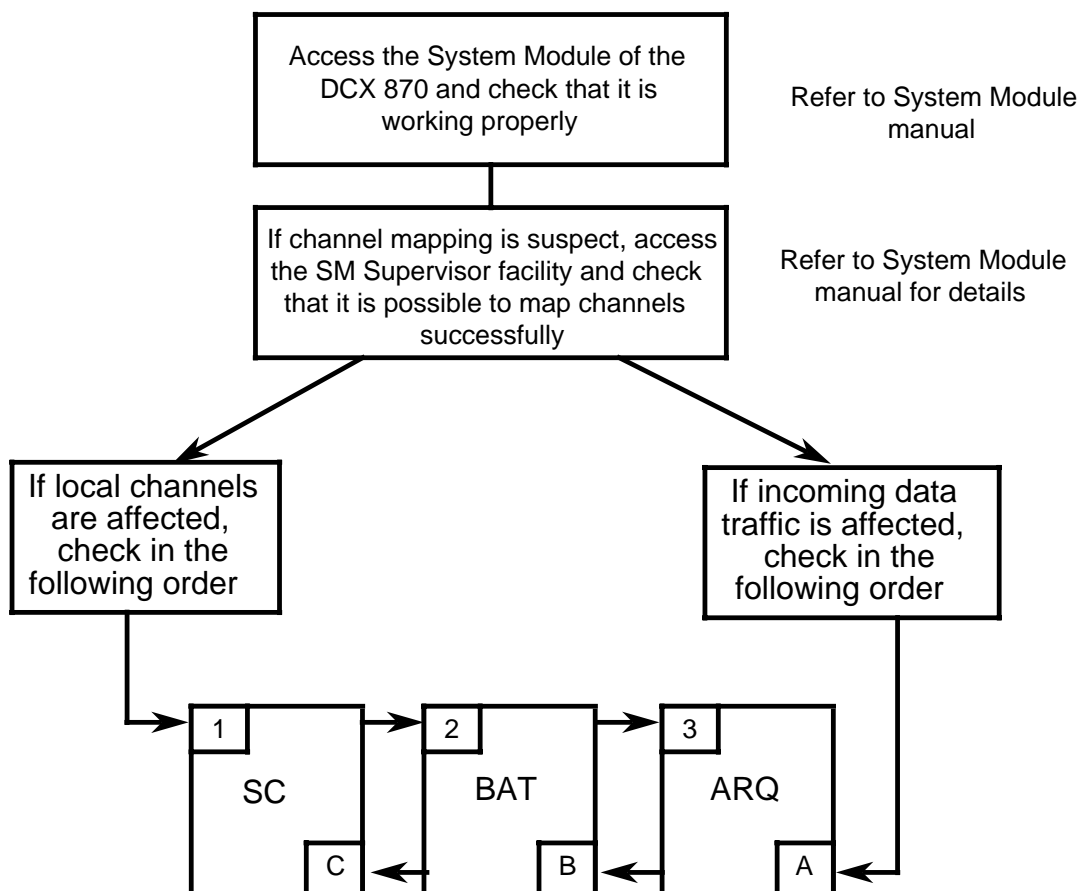 Access the System Module of the
DCX 870 and check that it is
working properly
Refer to System Module
manual
If channel mapping is suspect, access
the SM Supervisor facility and check
that it is possible to map channels
successfully
Refer to System Module
manual for details
If local channels
are affected,
check in the
following order
If incoming data
traffic is affected,
check in the
following order
1
2
3
SC
BAT
ARQ
C
B
A